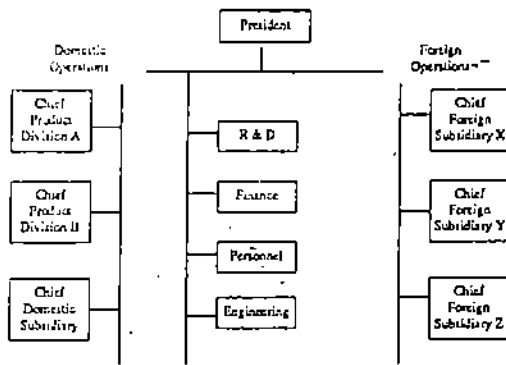 President
Domestic
Operations
Foreign
Operations
Chief
Product
Division A
Chief
Foreign
Subsidiary X
R & D
Chief
Product
Division B
Finance
Chief
Foreign
Subsidiary Y
Personnel
Chief
Domestic
Subsidiary
Engineering
Chief
Foreign
Subsidiary Z